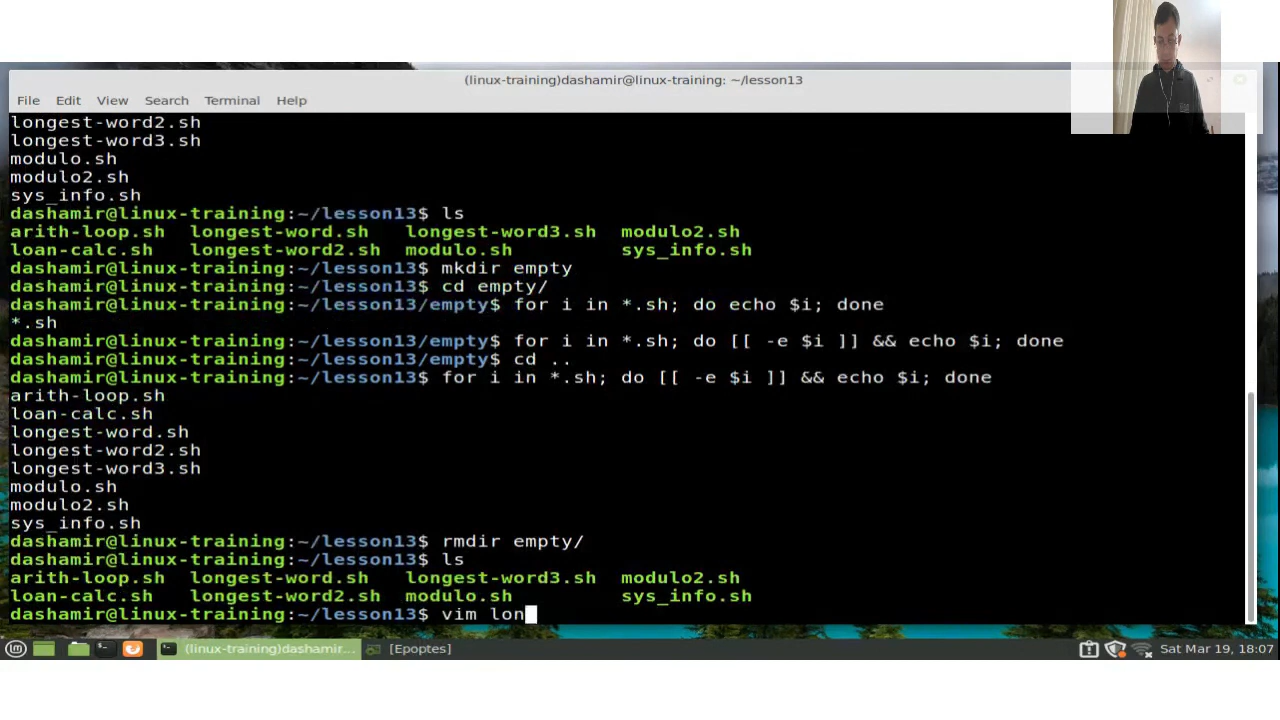 (linux-training)dashamir@linux-training: ~/lesson13
File Edit View Search Terminal Help
longest-word2.sh
longest-word3.sh
modulo.sh
modulo2.sh
sys_info.sh
dashamir@linux-training:~/lesson13$ ls
arith-loop.sh longest-word.sh longest-word3.sh modulo2.sh
loan-calc.sh longest-word2.sh modulo.sh sys_info.sh
dashamir@linux-training:~/lesson13$ mkdir empty
dashamir@linux-training:~/lesson13$ cd empty/
dashamir@linux-training:~/lesson13/empty$ for i in *.sh; do echo $i; done
*.sh
dashamir@linux-training:~/lesson13/empty$ for i in *.sh; do [[ -e $i ]] && echo $i; done
dashamir@linux-training:~/lesson13/empty$ cd ..
dashamir@linux-training:~/lesson13$ for i in *.sh; do [[ -e $i ]] && echo $i; done
arith-loop.sh
loan-calc.sh
longest-word.sh
longest-word2.sh
longest-word3.sh
modulo.sh
modulo2.sh
sys_info.sh
dashamir@linux-training:~/lesson13$ rmdir empty/
dashamir@linux-training:~/lesson13$ ls
arith-loop.sh longest-word.sh longest-word3.sh modulo2.sh
loan-calc.sh longest-word2.sh modulo.sh sys_info.sh
dashamir@linux-training:~/lesson13$ vim lon
(linux-training)dashamir... [Epoptes] Sat Mar 19, 18:07